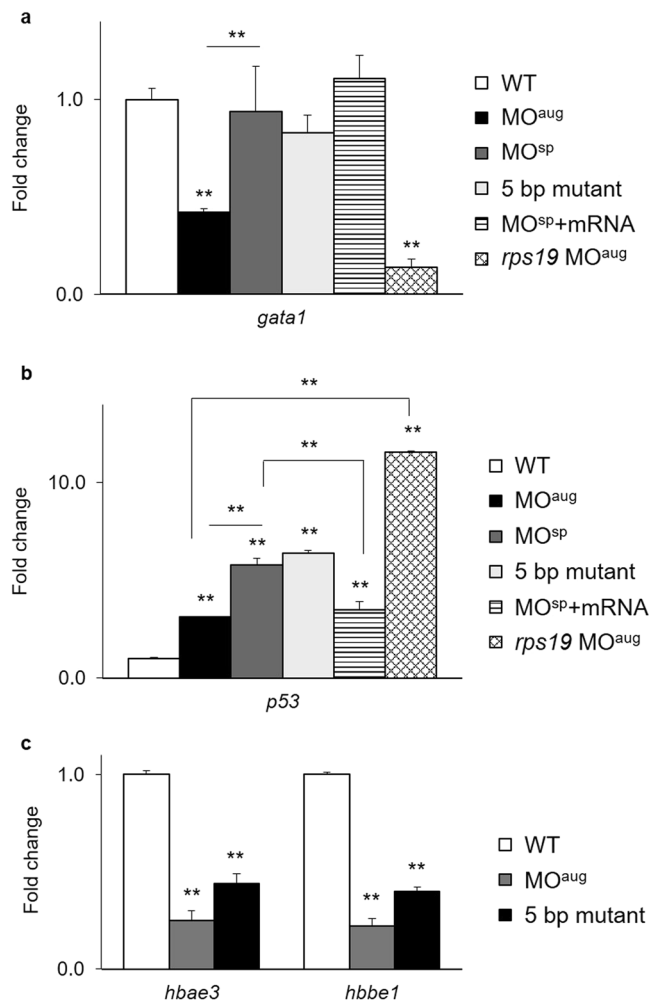 a
**
1.0
**
**
0.0
Fold change
gata1
WT
MOaug
MOsp
5 bp mutant
MOsp+mRNA
rps19 MOaug
b
**
**
**
10.0
**
**
**
**
**
0.0
Fold change
p53
WT
MOaug
MOsp
5 bp mutant
MOsp+mRNA
rps19 MOaug
c
1.0
**
**
**
**
0.0
Fold change
hbae3
hbbe1
WT
MOaug
5 bp mutant